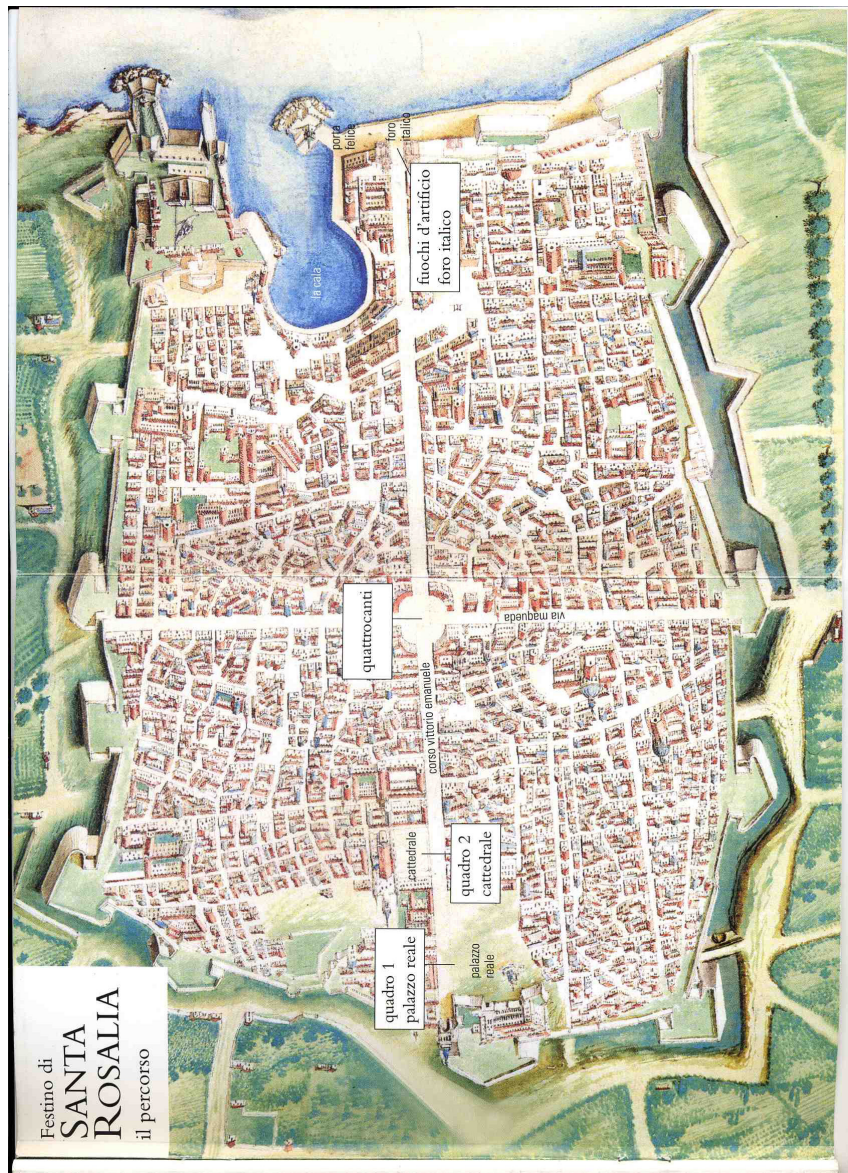 Festino di
SANTA
ROSALIA
il percorso
quadro 1
palazzo reale
palazzo
reale
cattedrale
quadro 2
cattedrale
corso vittorio emanuele
quattrocanti
via maqueda
la cala
fuochi d'artificio
foro italico
porta
felice
foro
italico